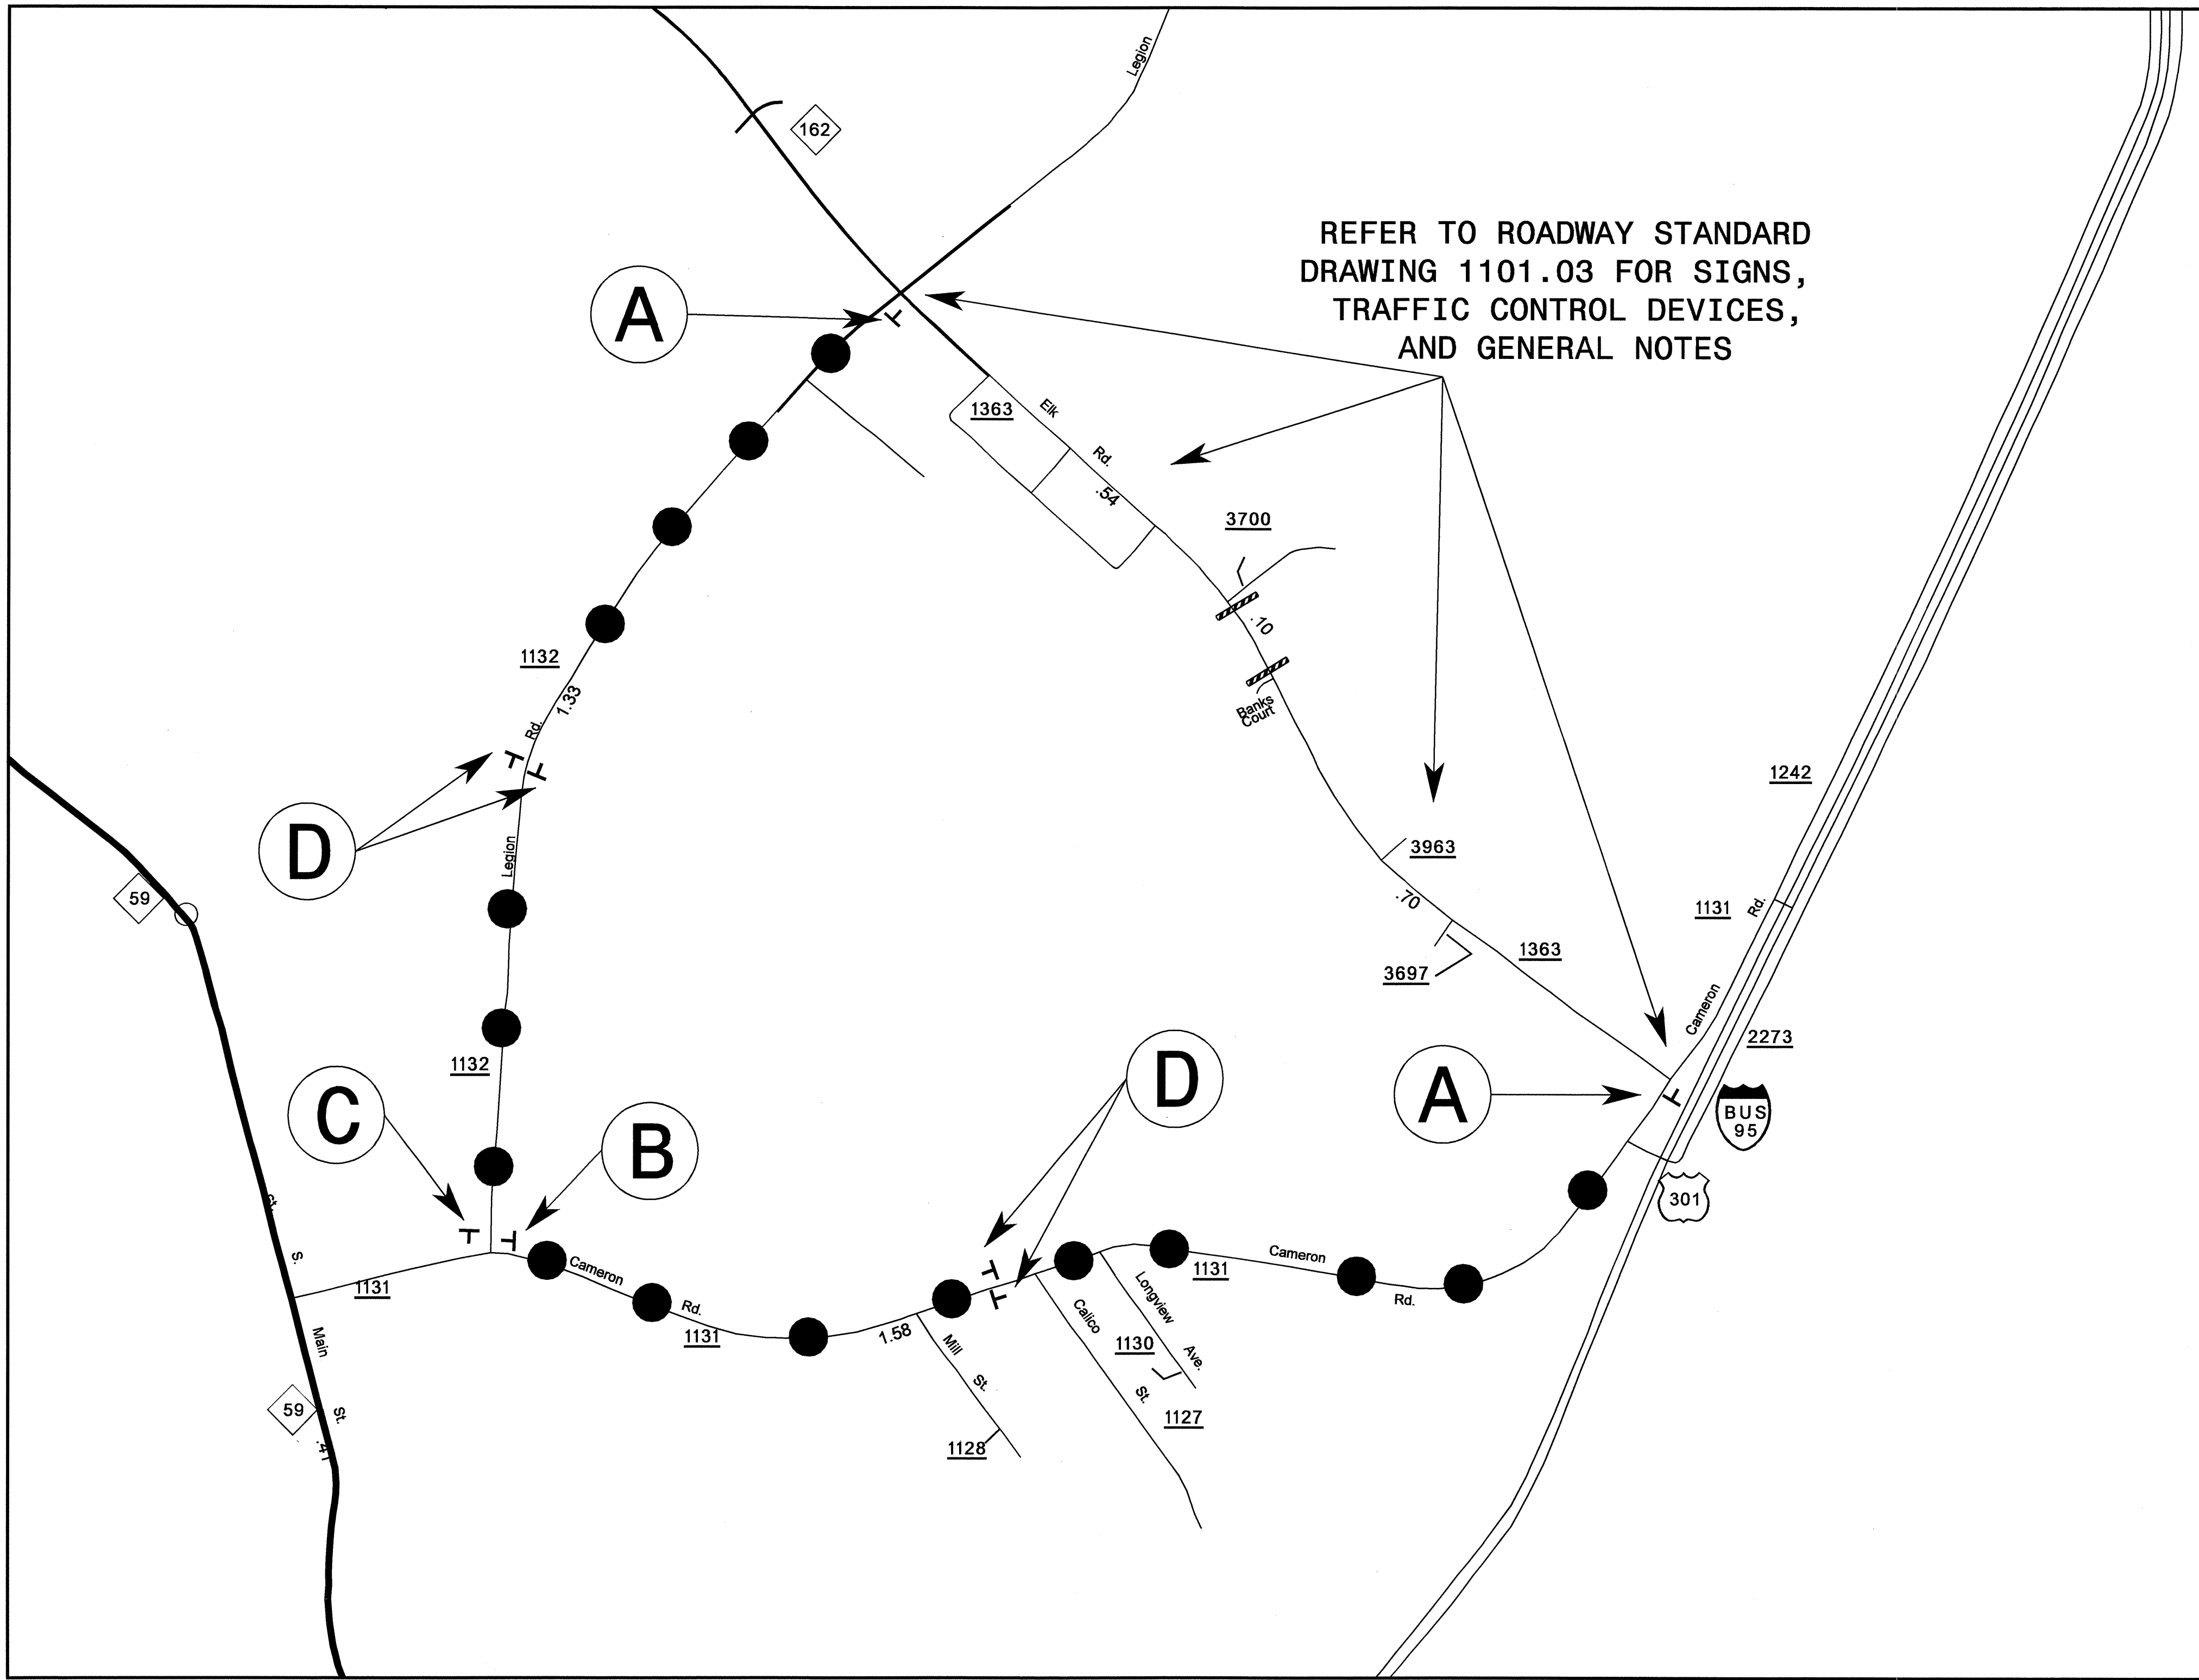 Legion
162
REFER TO ROADWAY STANDARD
DRAWING 1101.03 FOR SIGNS,
TRAFFIC CONTROL DEVICES,
AND GENERAL NOTES
A
1363
Elk
Rd.
.54
3700
.10
Banks
Court
1132
1.33
Rd.
D
Legion
59
1242
3963
.70
1131
Rd.
1363
3697
Cameron
2273
1132
C
B
D
A
BUS
95
301
St.
S.
1131
Main
St.
59
.41
Cameron
Rd.
1131
1.58
Mill
St.
1128
Calico
St.
1127
Longview
Ave.
1130
1131
Cameron
Rd.